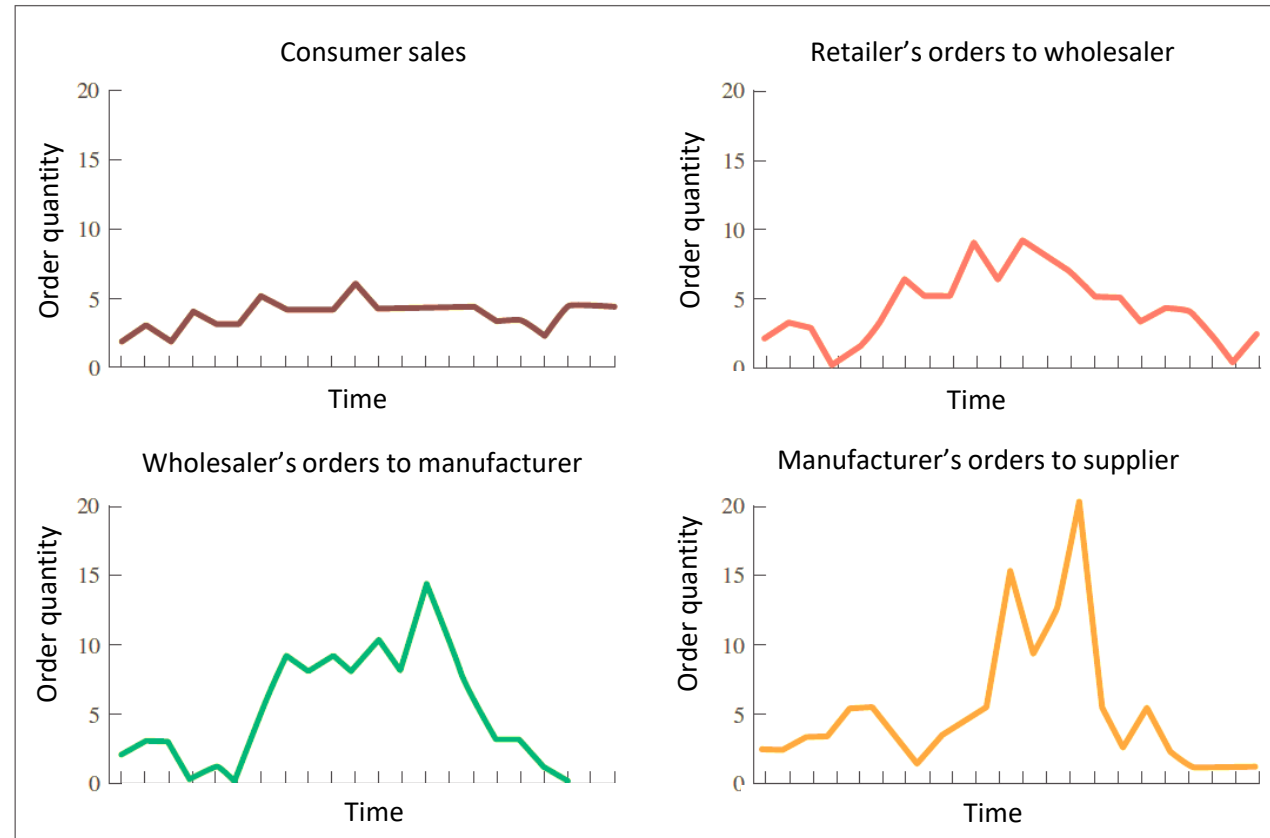 Consumer sales
20
15
10
5
0
Order quantity
Time
Retailer’s orders to wholesaler
20
15
10
5
0
Order quantity
Time
Wholesaler’s orders to manufacturer
20
15
10
5
0
Order quantity
Time
Manufacturer’s orders to supplier
20
15
10
5
0
Order quantity
Time